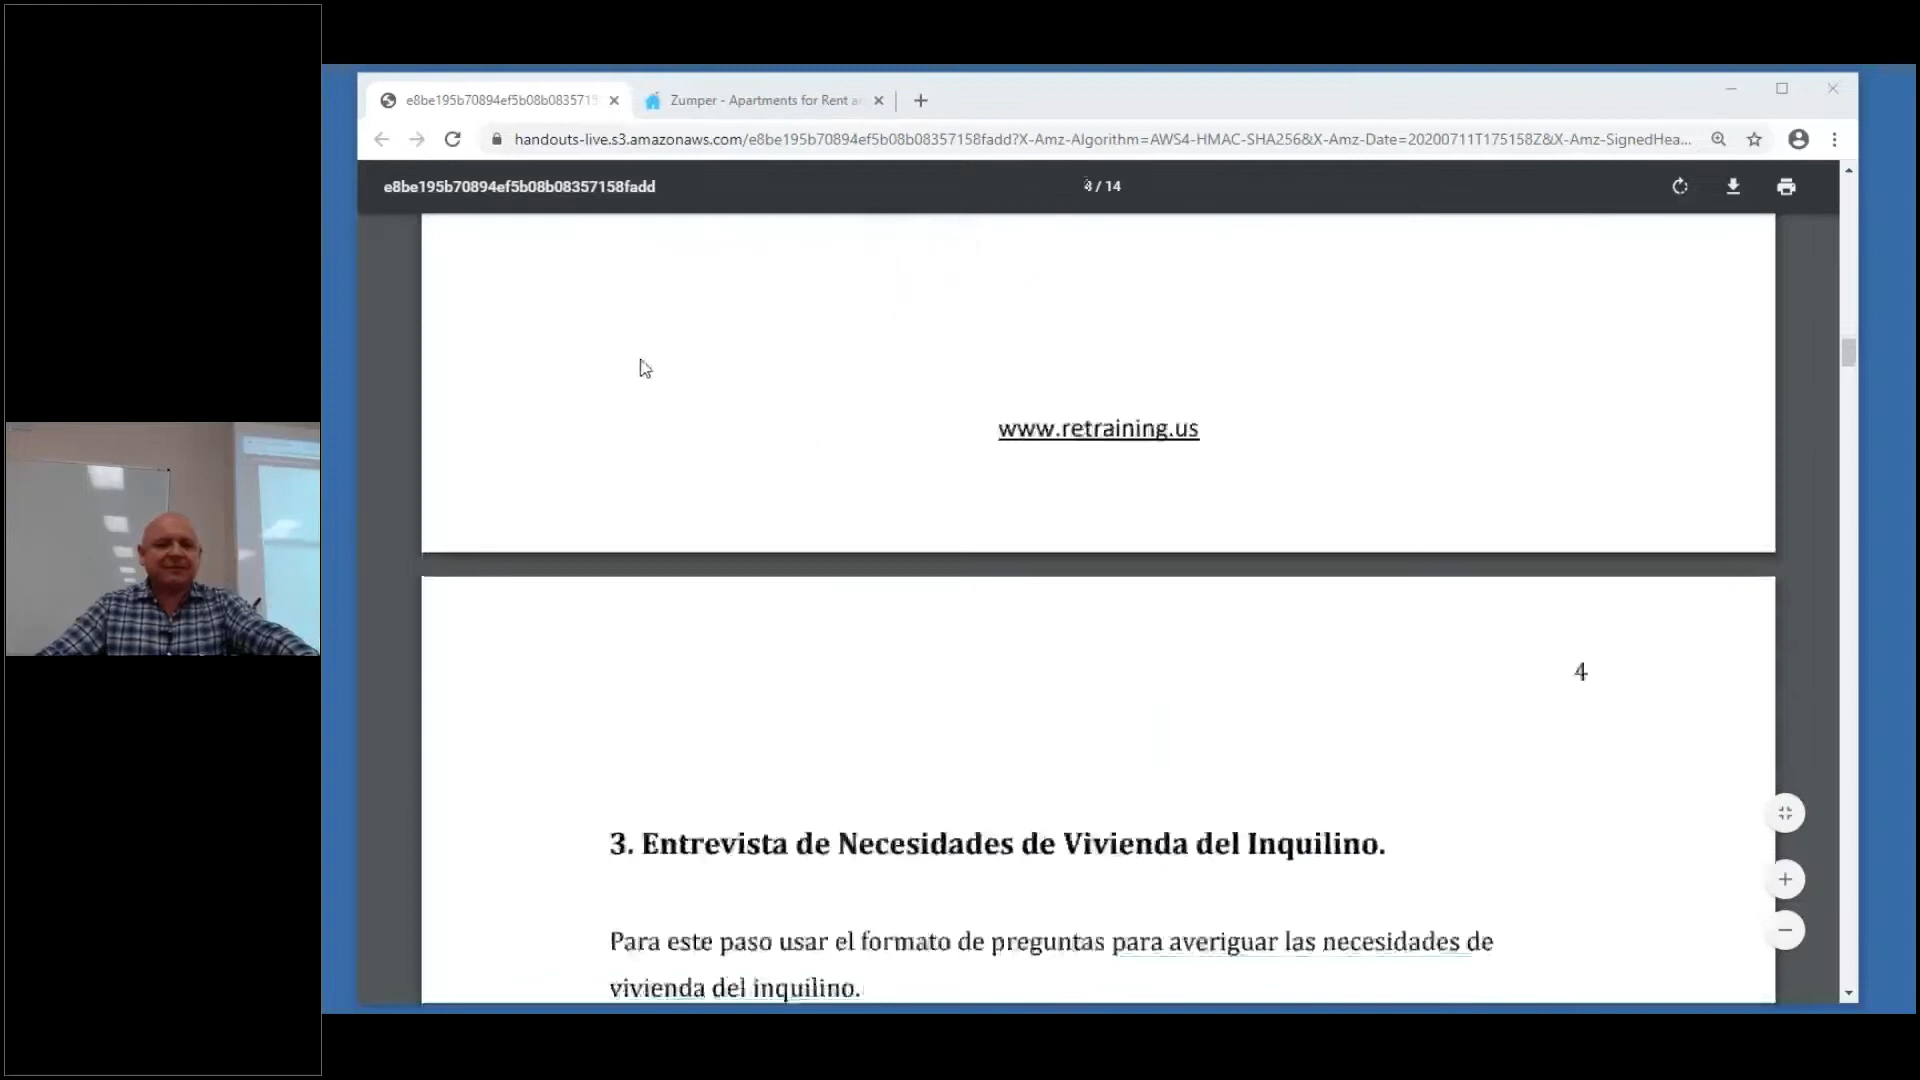 e8be195b70894ef5b08b0835715
Zumper - Apartments for Rent a
handouts-live.s3.amazonaws.com/e8be195b70894ef5b08b08357158fadd?X-Amz-Algorithm=AWS4-HMAC-SHA256&X-Amz-Date=20200711T175158Z&X-Amz-SignedHea...
e8be195b70894ef5b08b08357158fadd
/ 14
www.retraining.us
4
3. Entrevista de Necesidades de Vivienda del Inquilino.
Para este paso usar el formato de preguntas para averiguar las necesidades de
vivienda del inquilino.